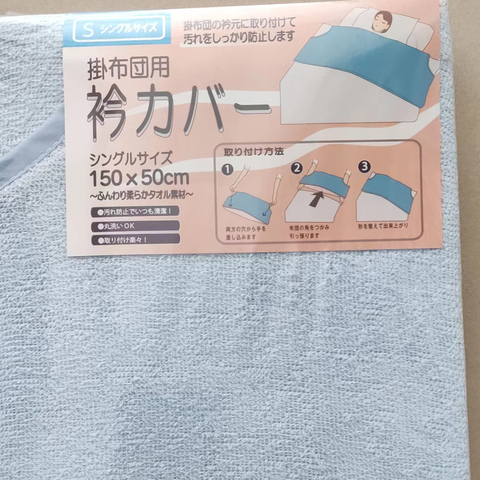 S シングルサイズ
掛布団の衿元に取り付けて
汚れをしっかり防止します
掛布団用
衿カバー
シングルサイズ
150×50cm
～ふんわり柔らかタオル素材～
●汚れ防止でいつも清潔！
●丸洗いOK
●取り付け楽々！
取り付け方法
1 2 3
両方の穴から手を
差し込みます
布団の角をつかみ
引っ張ります
形を整えて出来上がり